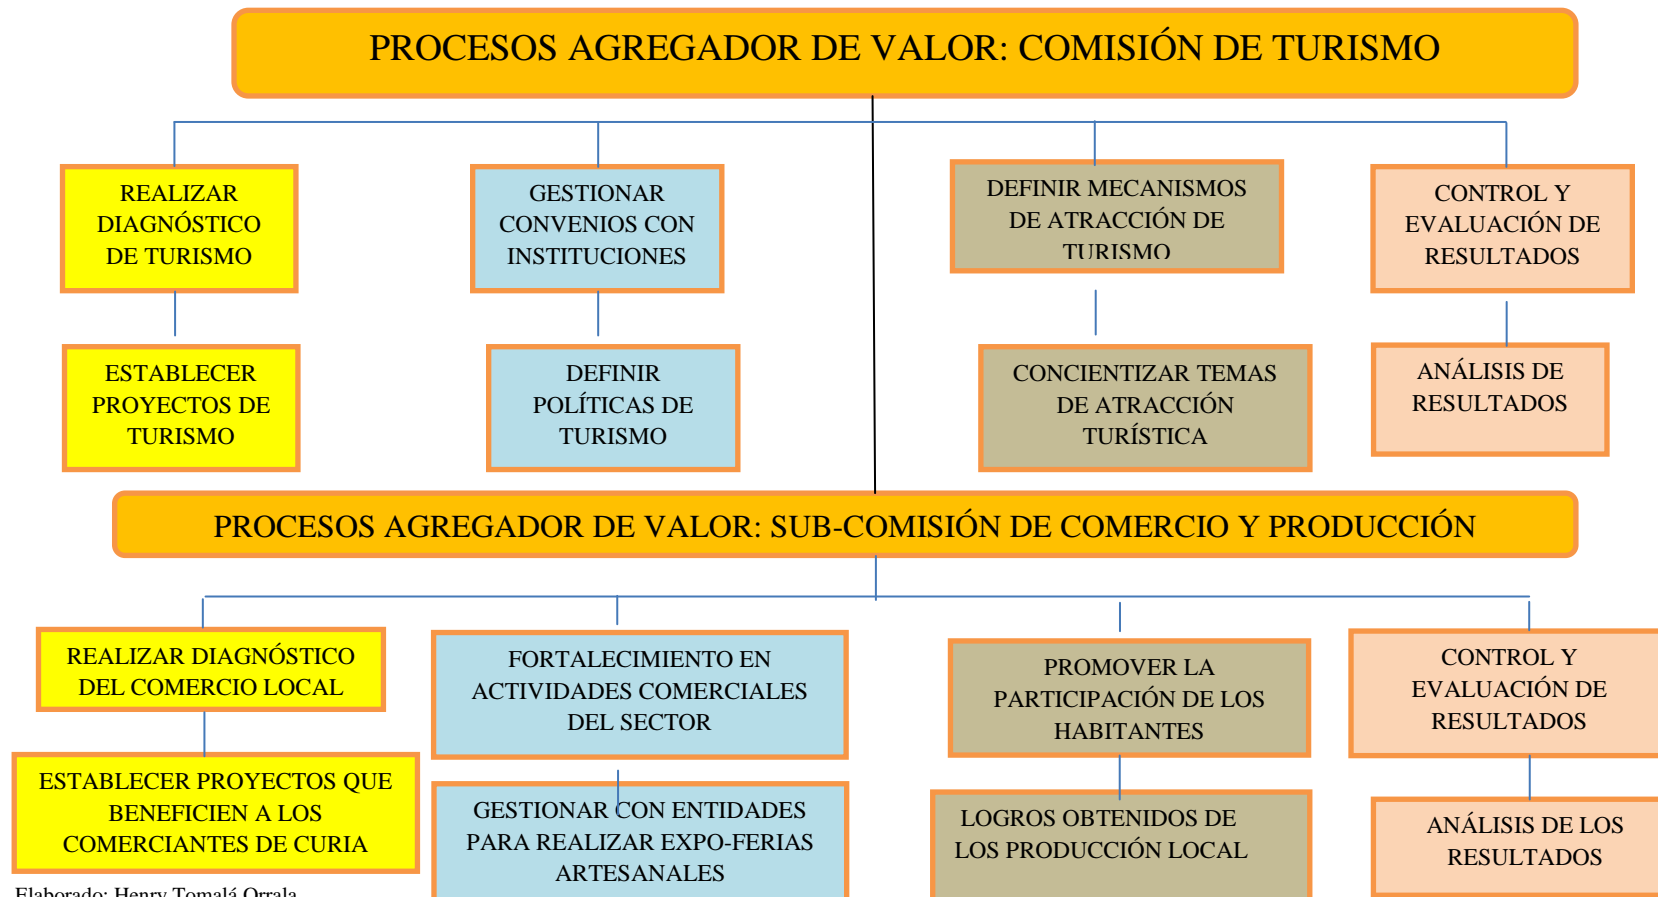 PROCESOS AGREGADOR DE VALOR: COMISIÓN DE TURISMO
REALIZAR
DIAGNÓSTICO
DE TURISMO
GESTIONAR
CONVENIOS CON
INSTITUCIONES
DEFINIR MECANISMOS
DE ATRACCIÓN DE
TURISMO
CONTROL Y
EVALUACIÓN DE
RESULTADOS
ESTABLECER
PROYECTOS DE
TURISMO
DEFINIR
POLÍTICAS DE
TURISMO
CONCIENTIZAR TEMAS
DE ATRACCIÓN
TURÍSTICA
ANÁLISIS DE
RESULTADOS
PROCESOS AGREGADOR DE VALOR: SUB-COMISIÓN DE COMERCIO Y PRODUCCIÓN
REALIZAR DIAGNÓSTICO
DEL COMERCIO LOCAL
FORTALECIMIENTO EN
ACTIVIDADES COMERCIALES
DEL SECTOR
PROMOVER LA
PARTICIPACIÓN DE LOS
HABITANTES
CONTROL Y
EVALUACIÓN DE
RESULTADOS
ESTABLECER PROYECTOS QUE
BENEFICIEN A LOS
COMERCIANTES DE CURIA
GESTIONAR CON ENTIDADES
PARA REALIZAR EXPO-FERIAS
ARTESANALES
LOGROS OBTENIDOS DE
LOS PRODUCCIÓN LOCAL
ANÁLISIS DE LOS
RESULTADOS
Elaborado: Henry Tomalá Orrala